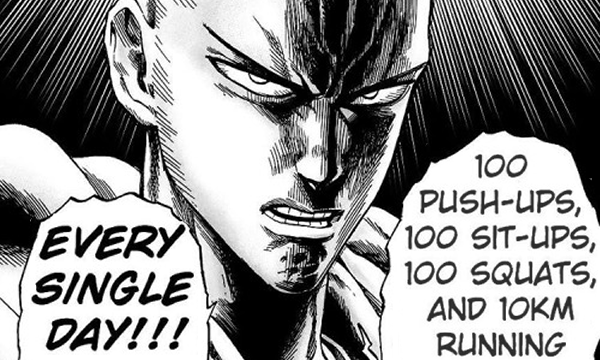 100
PUSH-UPS,
100 SIT-UPS,
100 SQUATS,
AND 10KM
RUNNING
EVERY
SINGLE
DAY!!!